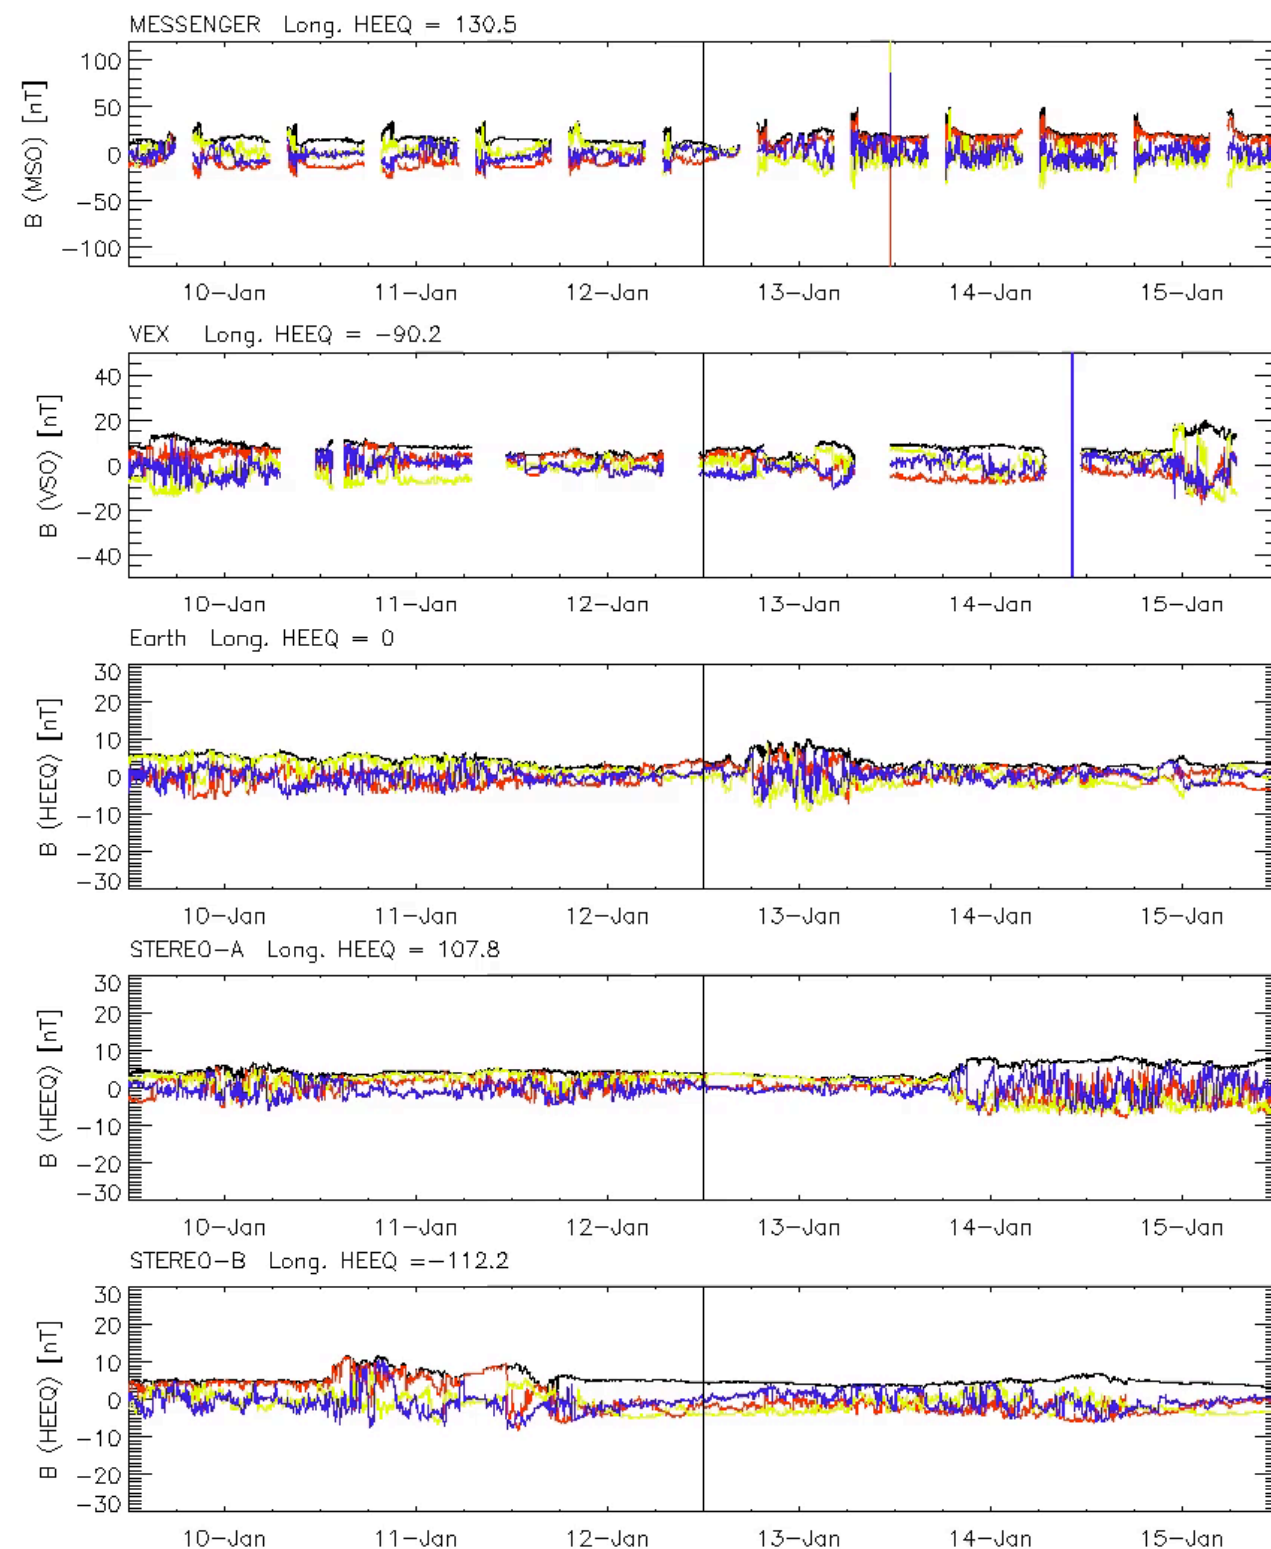 MESSENGER Long. HEEQ = 130.5
100
50
0
−50
−100
B (MSO) [nT]
10−Jan 11−Jan 12−Jan 13−Jan 14−Jan 15−Jan
VEX Long. HEEQ = −90.2
40
20
0
−20
−40
B (VSO) [nT]
10−Jan 11−Jan 12−Jan 13−Jan 14−Jan 15−Jan
Earth Long. HEEQ = 0
30
20
10
0
−10
−20
−30
B (HEEQ) [nT]
10−Jan 11−Jan 12−Jan 13−Jan 14−Jan 15−Jan
STEREO−A Long. HEEQ = 107.8
30
20
10
0
−10
−20
−30
B (HEEQ) [nT]
10−Jan 11−Jan 12−Jan 13−Jan 14−Jan 15−Jan
STEREO−B Long. HEEQ =−112.2
30
20
10
0
−10
−20
−30
B (HEEQ) [nT]
10−Jan 11−Jan 12−Jan 13−Jan 14−Jan 15−Jan